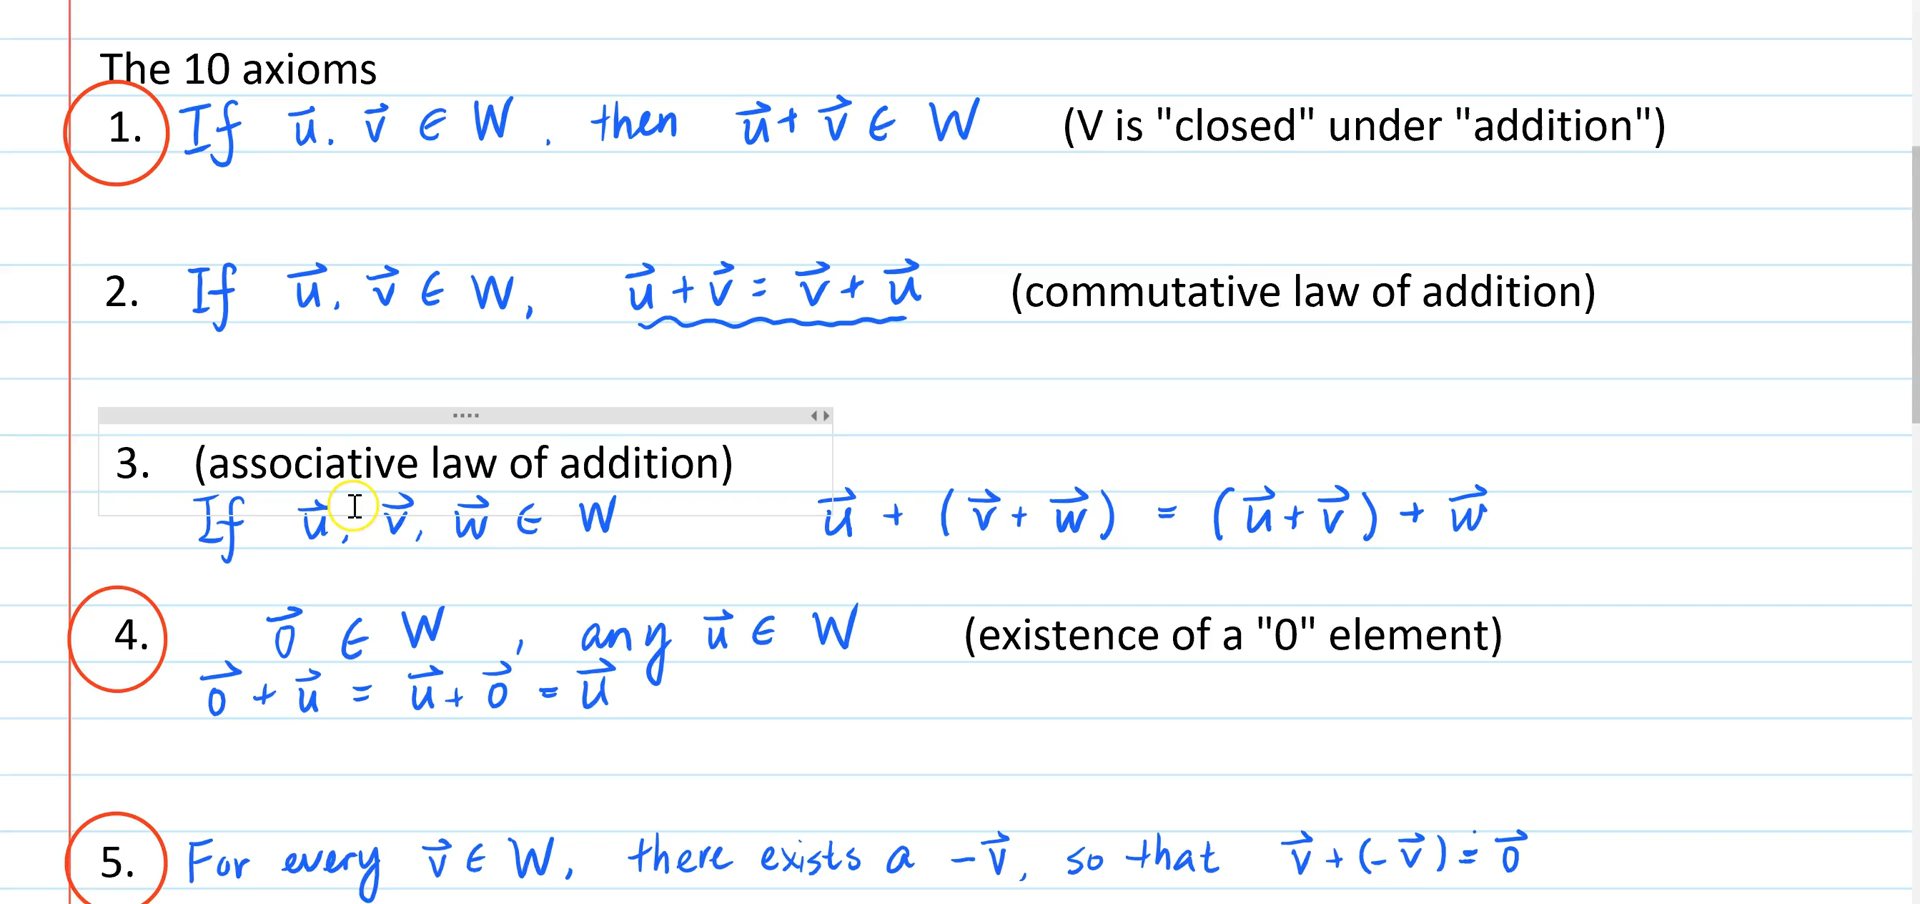 The 10 axioms
1. If u⃗, v⃗ ∈ W, then u⃗ + v⃗ ∈ W (V is "closed" under "addition")
2. If u⃗, v⃗ ∈ W, u⃗ + v⃗ = v⃗ + u⃗ (commutative law of addition)
3. (associative law of addition)
If u⃗, v⃗, w⃗ ∈ W u⃗ + (v⃗ + w⃗) = (u⃗ + v⃗) + w⃗
4. 0⃗ ∈ W, any u⃗ ∈ W (existence of a "0" element)
0⃗ + u⃗ = u⃗ + 0⃗ = u⃗
5. For every v⃗ ∈ W, there exists a -v⃗, so that v⃗ + (-v⃗) = 0⃗